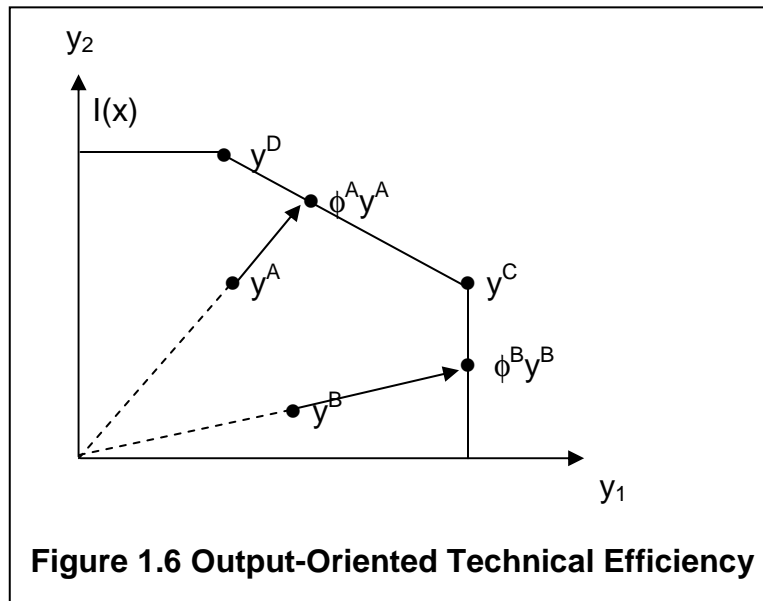 y₂
I(x)
yᴰ
ϕᴬyᴬ
yᴬ
yᶜ
ϕᴮyᴮ
yᴮ
y₁
Figure 1.6 Output-Oriented Technical Efficiency